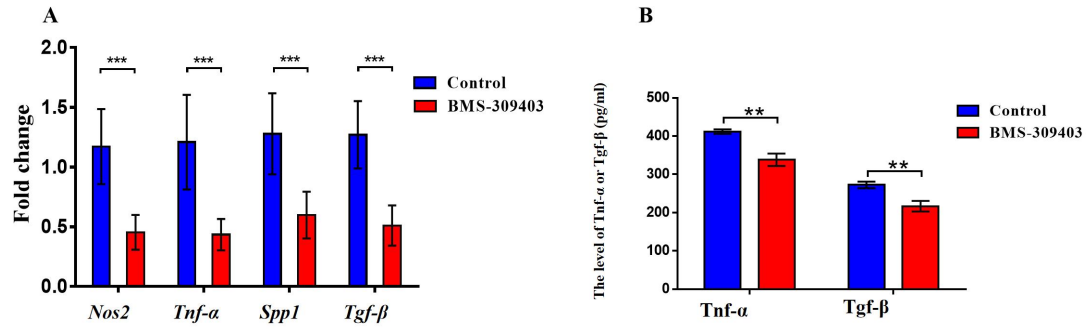 A
Fold change
2.0
1.5
1.0
0.5
0.0
***
***
***
***
Control
BMS-309403
Nos2
Tnf-α
Spp1
Tgf-β
B
The level of Tnf-α or Tgf-β (pg/ml)
500
400
300
200
100
0
**
**
Control
BMS-309403
Tnf-α
Tgf-β